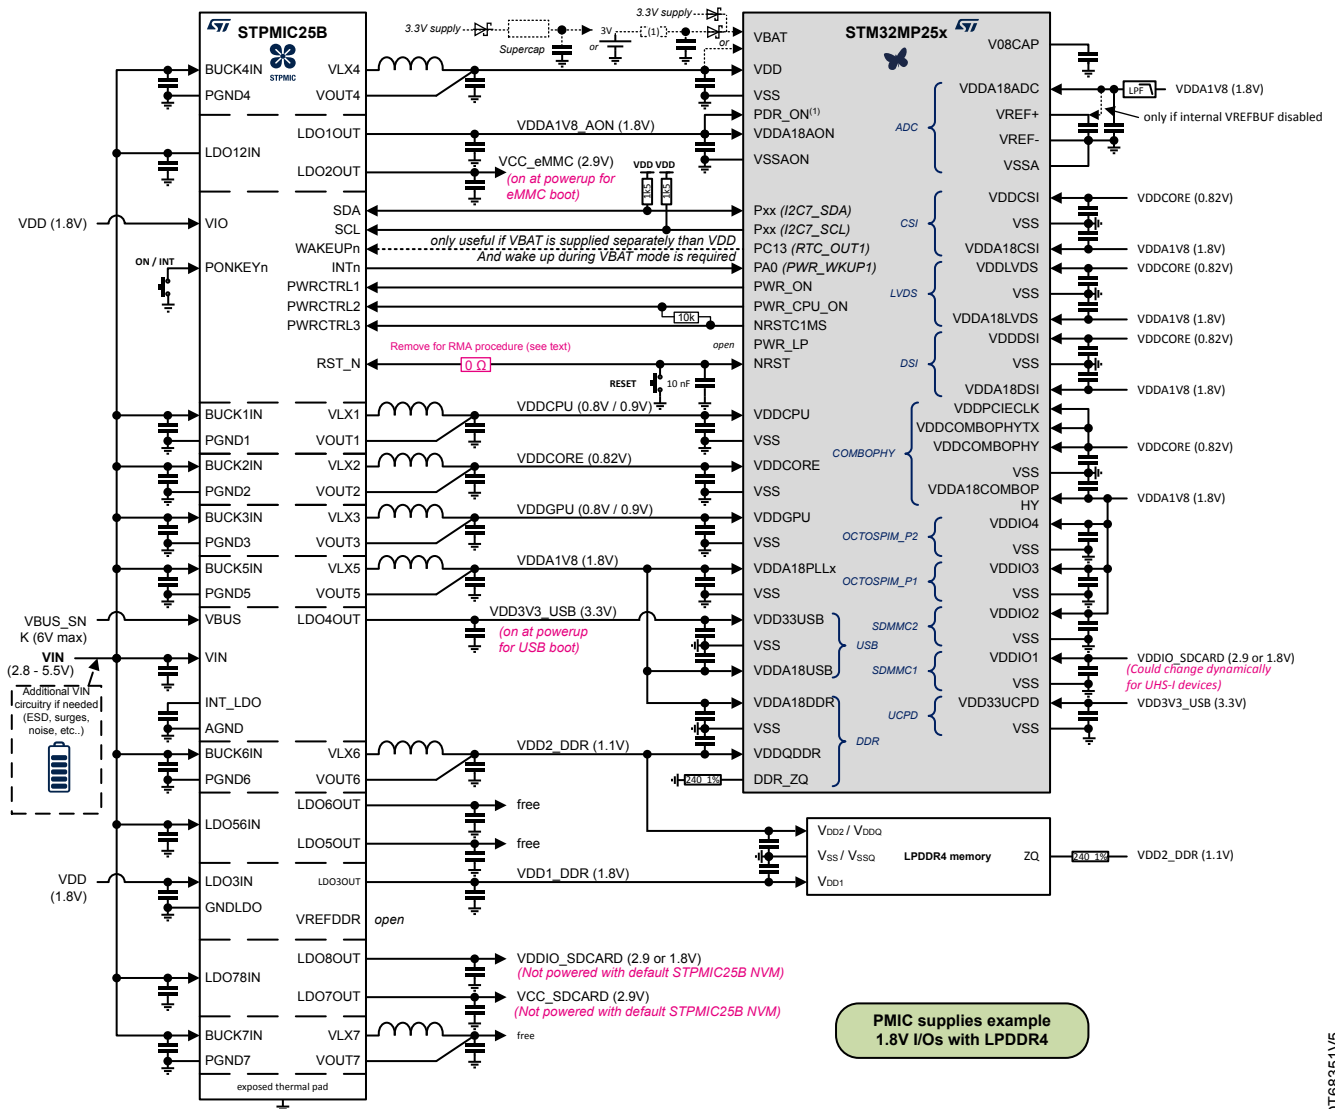 STPMIC25B
STPMIC
3.3V supply
Supercap
3V
or
(1)
3.3V supply
or
STM32MP25x
BUCK4IN
PGND4
VLX4
VOUT4
VBAT
VDD
VSS
V08CAP
LDO12IN
LDO1OUT
VDDA1V8_AON (1.8V)
LDO2OUT
VCC_eMMC (2.9V)
(on at powerup for
eMMC boot)
VDD VDD
1k5
1k5
PDR_ON(1)
VDDA18AON
VSSAON
ADC
VDDA18ADC
VREF+
VREF-
VSSA
LPF
VDDA1V8 (1.8V)
only if internal VREFBUF disabled
VDD (1.8V)
VIO
ON / INT
PONKEYn
SDA
SCL
WAKEUPn
INTn
PWRCTRL1
PWRCTRL2
PWRCTRL3
RST_N
only useful if VBAT is supplied separately than VDD
And wake up during VBAT mode is required
10k
Remove for RMA procedure (see text)
0 Ω
open
RESET
10 nF
Pxx (I2C7_SDA)
Pxx (I2C7_SCL)
PC13 (RTC_OUT1)
PA0 (PWR_WKUP1)
PWR_ON
PWR_CPU_ON
NRSTC1MS
PWR_LP
NRST
CSI
VDDCSI
VSS
VDDA18CSI
VDDCORE (0.82V)
VDDA1V8 (1.8V)
LVDS
VDDLVDS
VSS
VDDA18LVDS
VDDCORE (0.82V)
VDDA1V8 (1.8V)
DSI
VDDDSI
VSS
VDDA18DSI
VDDCORE (0.82V)
VDDA1V8 (1.8V)
BUCK1IN
PGND1
VLX1
VOUT1
VDDCPU (0.8V / 0.9V)
VDDCPU
VSS
BUCK2IN
PGND2
VLX2
VOUT2
VDDCORE (0.82V)
VDDCORE
VSS
BUCK3IN
PGND3
VLX3
VOUT3
VDDGPU (0.8V / 0.9V)
VDDGPU
VSS
BUCK5IN
PGND5
VLX5
VOUT5
VDDA1V8 (1.8V)
VDDA18PLLx
VSS
COMBOPHY
VDDPCIECLK
VDDCOMBOPHYTX
VDDCOMBOPHY
VSS
VDDA18COMBOP
HY
VDDCORE (0.82V)
VDDA1V8 (1.8V)
OCTOSPIM_P2
VDDIO4
VSS
OCTOSPIM_P1
VDDIO3
VSS
SDMMC2
VDDIO2
VSS
SDMMC1
VDDIO1
VSS
VDDIO_SDCARD (2.9 or 1.8V)
(Could change dynamically
for UHS-I devices)
UCPD
VDD33UCPD
VSS
VDD3V3_USB (3.3V)
VBUS_SN
K (6V max)
VBUS
LDO4OUT
VDD3V3_USB (3.3V)
(on at powerup
for USB boot)
VDD33USB
VSS
VDDA18USB
USB
VIN
(2.8 - 5.5V)
VIN
Additional VIN
circuitry if needed
(ESD, surges,
noise, etc..)
INT_LDO
AGND
VDDA18DDR
VSS
VDDQDDR
DDR_ZQ
DDR
240 1%
BUCK6IN
PGND6
VLX6
VOUT6
VDD2_DDR (1.1V)
LDO56IN
LDO6OUT
free
LDO5OUT
free
VDD2 / VDDQ
VSS / VSSQ
VDD1
LPDDR4 memory
ZQ
240 1%
VDD2_DDR (1.1V)
VDD
(1.8V)
LDO3IN
GNDLDO
LDO3OUT
VDD1_DDR (1.8V)
VREFDDR
open
LDO78IN
LDO8OUT
VDDIO_SDCARD (2.9 or 1.8V)
(Not powered with default STPMIC25B NVM)
LDO7OUT
VCC_SDCARD (2.9V)
(Not powered with default STPMIC25B NVM)
BUCK7IN
PGND7
VLX7
VOUT7
free
exposed thermal pad
PMIC supplies example
1.8V I/Os with LPDDR4